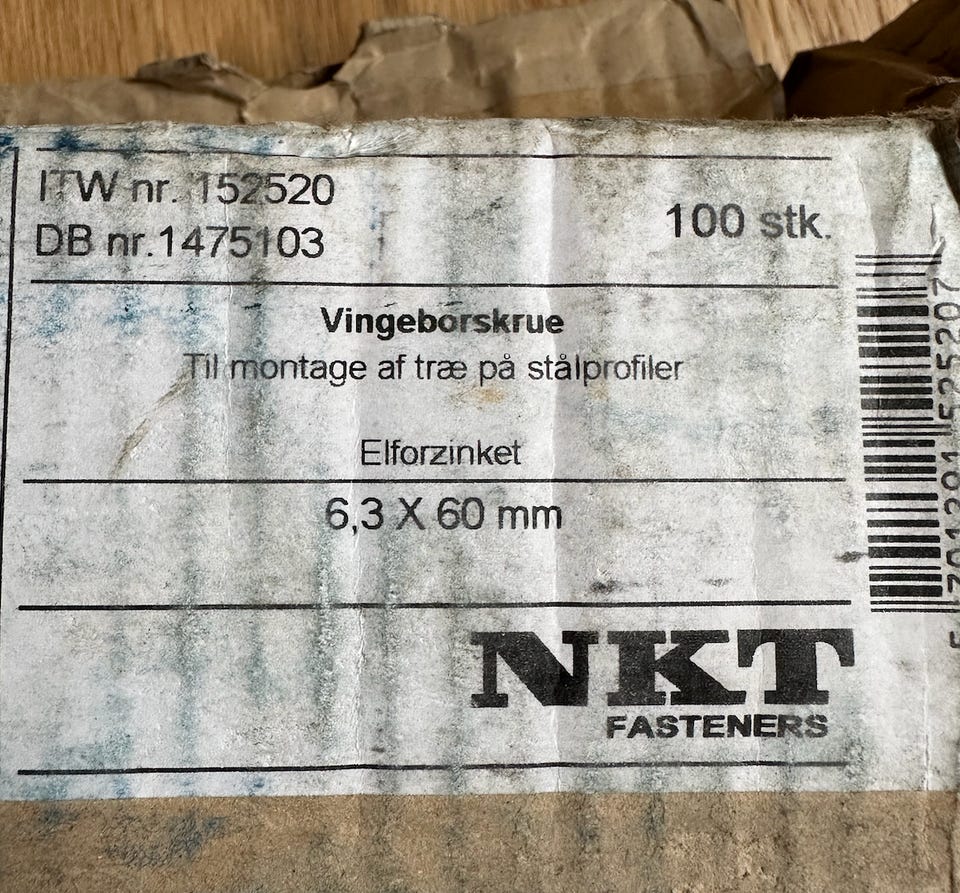 ITW nr. 152520
DB nr.1475103
100 stk.
Vingeborskrue
Til montage af træ på stålprofiler
Elforzinket
6,3 X 60 mm
NKT
FASTENERS